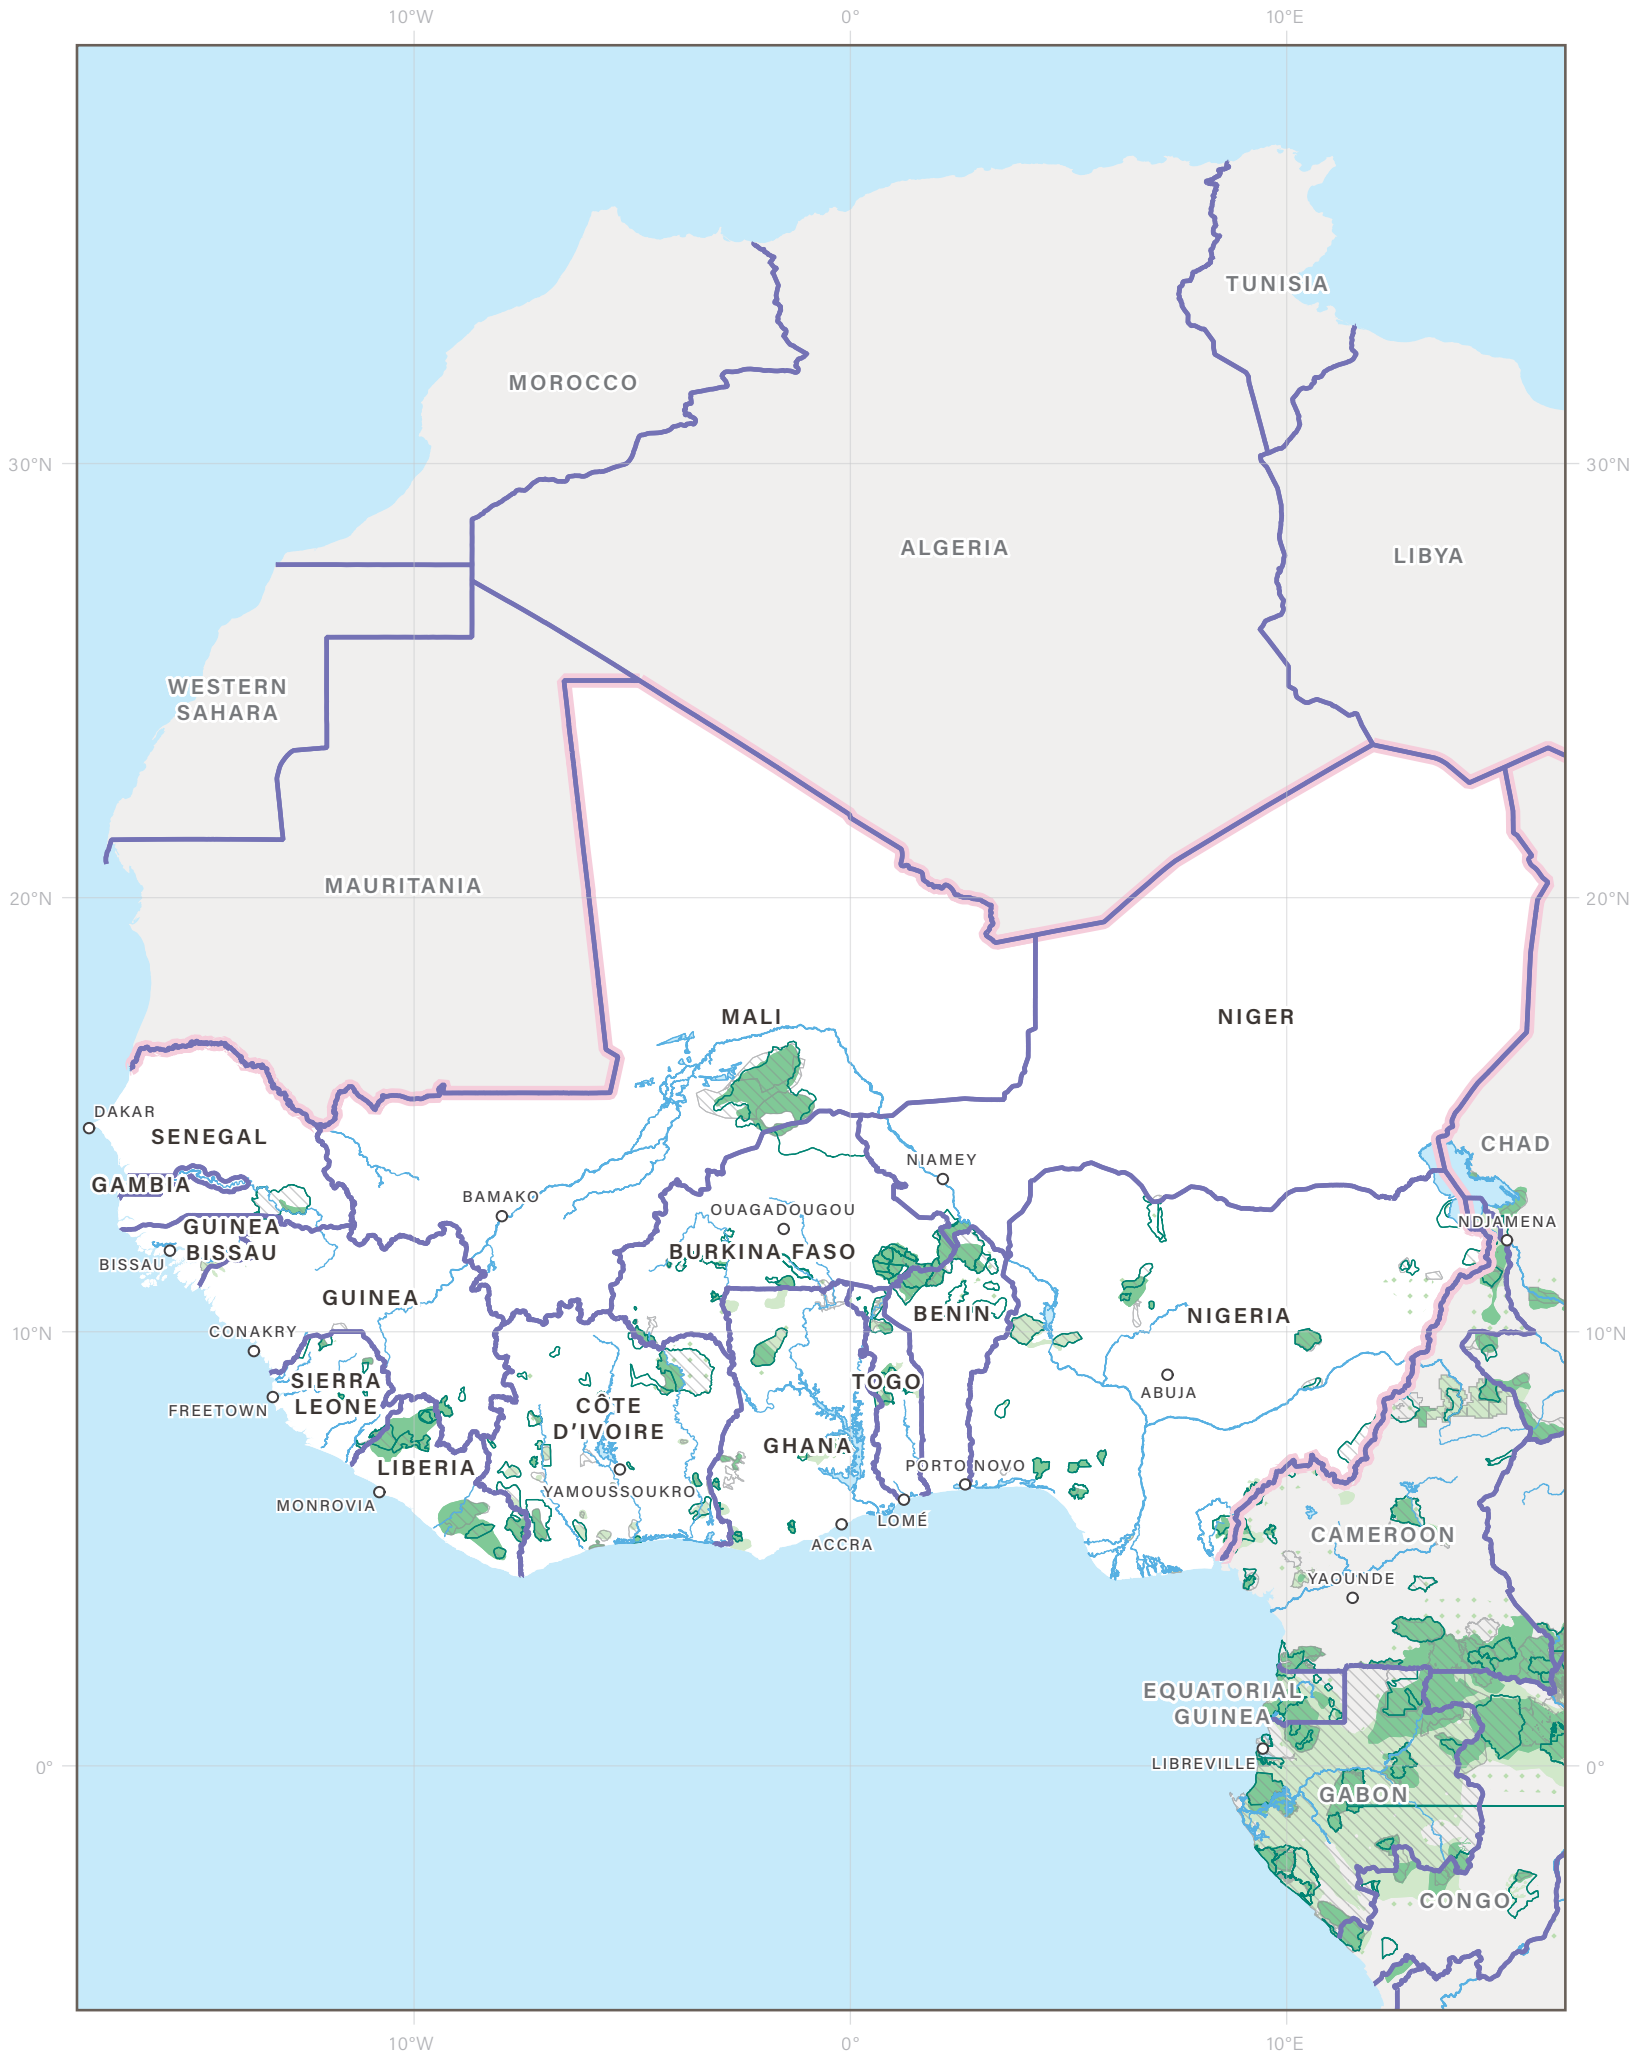 10°W
0°
10°E
TUNISIA
MOROCCO
30°N
30°N
ALGERIA
LIBYA
WESTERN
SAHARA
MAURITANIA
20°N
20°N
MALI
NIGER
DAKAR
SENEGAL
CHAD
NIAMEY
GAMBIA
BAMAKO
OUAGADOUGOU
NDJAMENA
GUINEA
BISSAU
BURKINA FASO
BISSAU
GUINEA
BENIN
NIGERIA
CONAKRY
10°N
10°N
SIERRA
LEONE
TOGO
ABUJA
FREETOWN
CÔTE
D'IVOIRE
GHANA
LIBERIA
PORTO NOVO
YAMOUSSOUKRO
MONROVIA
LOMÉ
ACCRA
CAMEROON
YAOUNDE
EQUATORIAL
GUINEA
LIBREVILLE
0°
0°
GABON
CONGO
10°W
0°
10°E